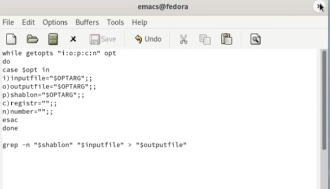 emacs@fedora
File Edit Options Buffers Tools Help
Save Undo
while getopts "i:o:p:c:n" opt
do
case $opt in
i)inputfile="$OPTARG";;
o)outputfile="$OPTARG";;
p)shablon="$OPTARG";;
c)registr="";;
n)number="";;
esac
done
grep -n "$shablon" "$inputfile" > "$outputfile"